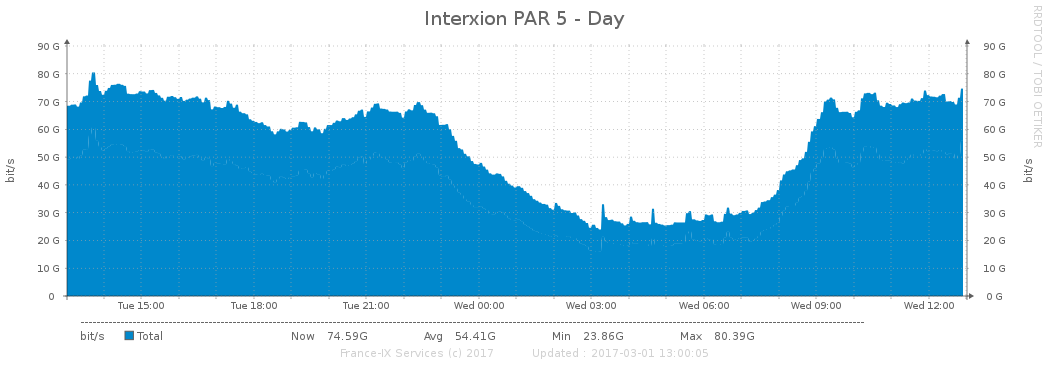 Interxion PAR 5 - Day
RRDTOOL / TOBI OETIKER
bit/s
90 G
80 G
70 G
60 G
50 G
40 G
30 G
20 G
10 G
0
90 G
80 G
70 G
60 G
50 G
40 G
30 G
20 G
10 G
0 G
bit/s
Tue 15:00 Tue 18:00 Tue 21:00 Wed 00:00 Wed 03:00 Wed 06:00 Wed 09:00 Wed 12:00
bit/s Total Now 74.59G Avg 54.41G Min 23.86G Max 80.39G
France-IX Services (c) 2017 Updated : 2017-03-01 13:00:05